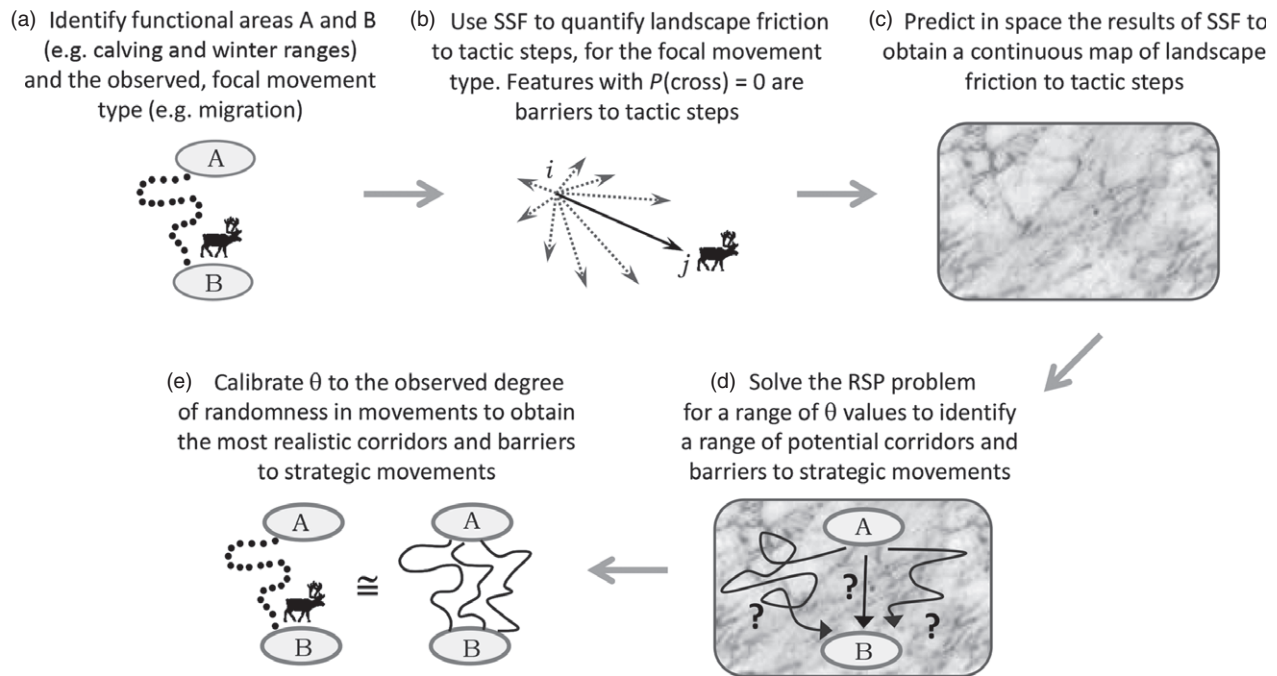 (a) Identify functional areas A and B
(e.g. calving and winter ranges)
and the observed, focal movement
type (e.g. migration)
A
B
(b) Use SSF to quantify landscape friction
to tactic steps, for the focal movement
type. Features with P(cross) = 0 are
barriers to tactic steps
i
j
(c) Predict in space the results of SSF to
obtain a continuous map of landscape
friction to tactic steps
(d) Solve the RSP problem
for a range of θ values to identify
a range of potential corridors and
barriers to strategic movements
A
?
?
?
B
(e) Calibrate θ to the observed degree
of randomness in movements to obtain
the most realistic corridors and barriers
to strategic movements
A
A
≅
B
B